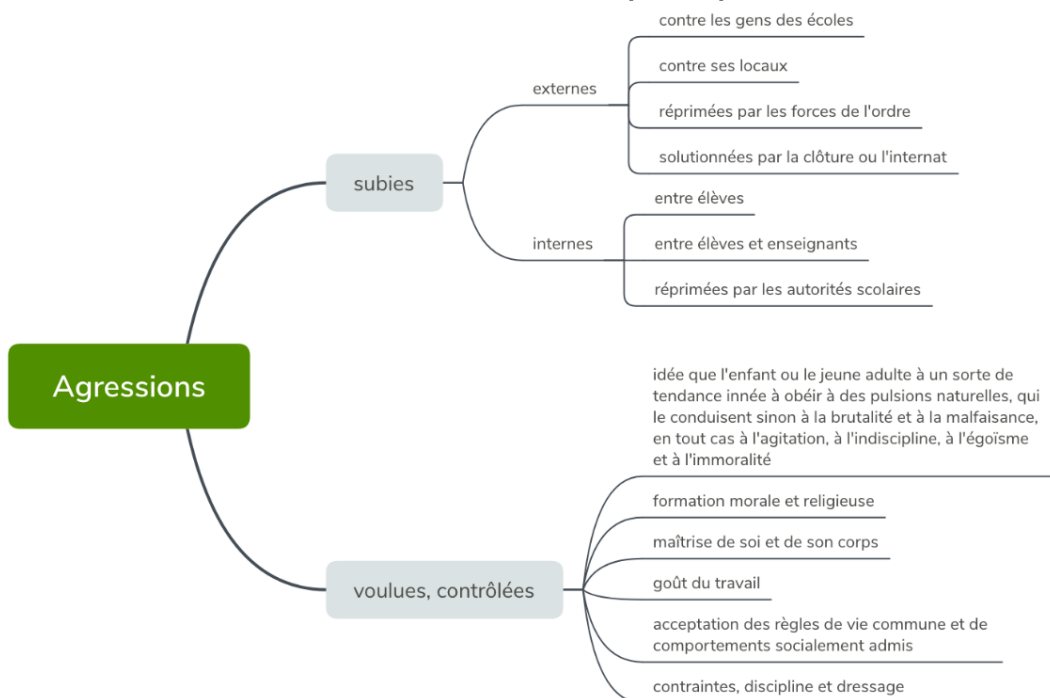 contre les gens des écoles
contre ses locaux
externes
réprimées par les forces de l'ordre
solutionnées par la clôture ou l'internat
subies
entre élèves
internes
entre élèves et enseignants
réprimées par les autorités scolaires
Agressions
idée que l'enfant ou le jeune adulte à un sorte de
tendance innée à obéir à des pulsions naturelles, qui
le conduisent sinon à la brutalité et à la malfaisance,
en tout cas à l'agitation, à l'indiscipline, à l'égoïsme
et à l'immoralité
formation morale et religieuse
maîtrise de soi et de son corps
voulues, contrôlées
goût du travail
acceptation des règles de vie commune et de
comportements socialement admis
contraintes, discipline et dressage